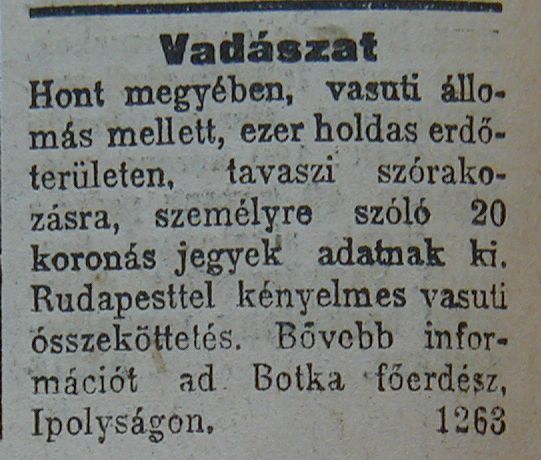 Vadászat
Hont megyében, vasuti állo-
más mellett, ezer holdas erdő-
területen, tavaszi szórako-
zásra, személyre szóló 20
koronás jegyek adatnak ki.
Rudapesttel kényelmes vasuti
összeköttetés. Bővebb infor-
mációt ad Botka főerdész,
Ipolyságon. 1263